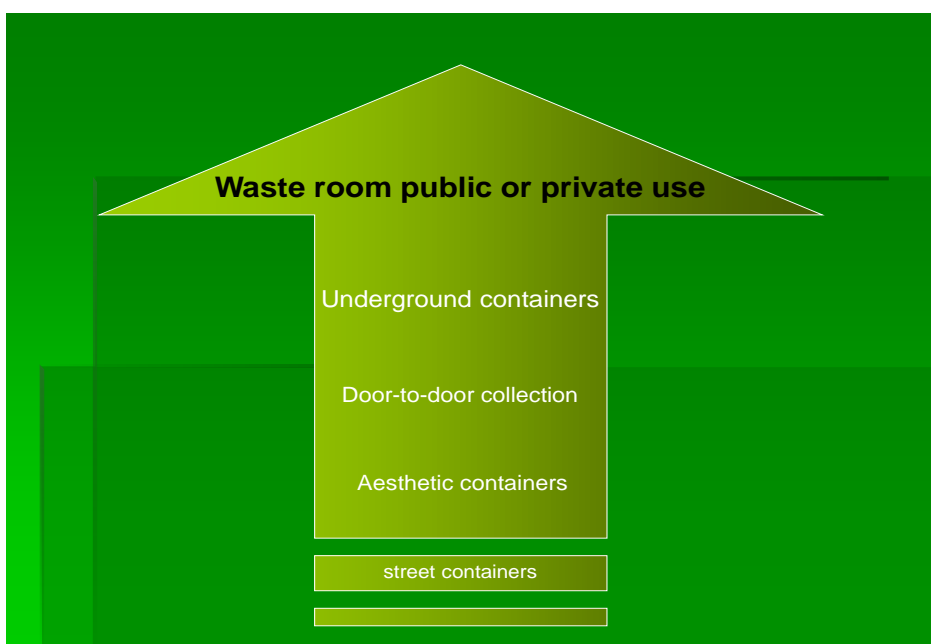 Waste room public or private use
Underground containers
Door-to-door collection
Aesthetic containers
street containers